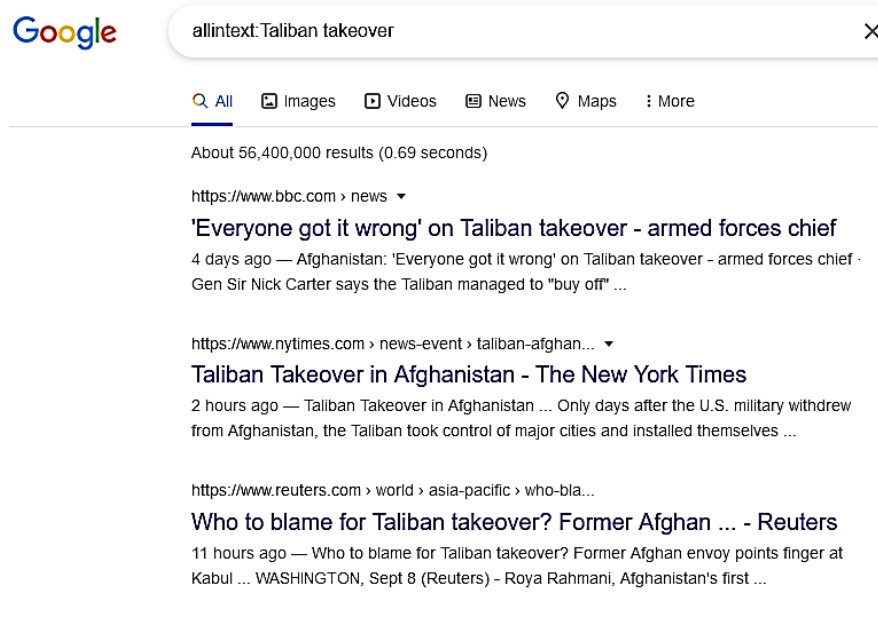 Google
allintext:Taliban takeover
All Images Videos News Maps More
About 56,400,000 results (0.69 seconds)
https://www.bbc.com › news
'Everyone got it wrong' on Taliban takeover - armed forces chief
4 days ago — Afghanistan: 'Everyone got it wrong' on Taliban takeover - armed forces chief ·
Gen Sir Nick Carter says the Taliban managed to "buy off" ...
https://www.nytimes.com › news-event › taliban-afghan...
Taliban Takeover in Afghanistan - The New York Times
2 hours ago — Taliban Takeover in Afghanistan ... Only days after the U.S. military withdrew
from Afghanistan, the Taliban took control of major cities and installed themselves ...
https://www.reuters.com › world › asia-pacific › who-bla...
Who to blame for Taliban takeover? Former Afghan ... - Reuters
11 hours ago — Who to blame for Taliban takeover? Former Afghan envoy points finger at
Kabul ... WASHINGTON, Sept 8 (Reuters) - Roya Rahmani, Afghanistan's first ...